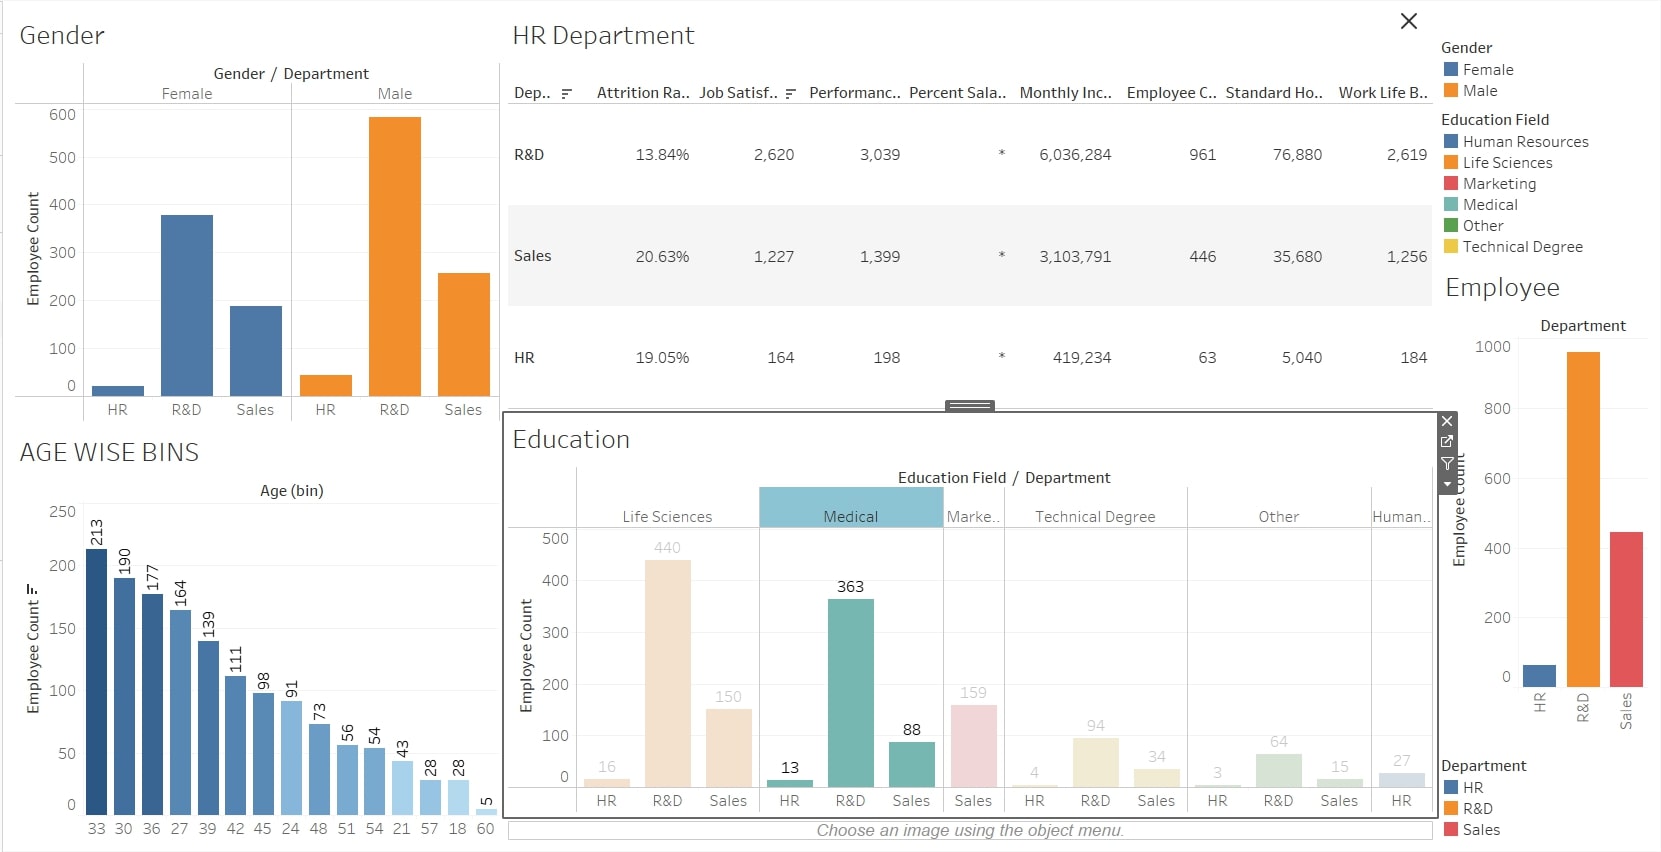 Gender
Gender / Department
Female
Male
Employee Count
600
500
400
300
200
100
0
HR
R&D
Sales
HR
R&D
Sales
HR Department
Dep..
Attrition Ra..
Job Satisf..
Performanc..
Percent Sala..
Monthly Inc..
Employee C..
Standard Ho..
Work Life B..
R&D 13.84% 2,620 3,039 * 6,036,284 961 76,880 2,619
Sales 20.63% 1,227 1,399 * 3,103,791 446 35,680 1,256
HR 19.05% 164 198 * 419,234 63 5,040 184
Gender
Female
Male
Education Field
Human Resources
Life Sciences
Marketing
Medical
Other
Technical Degree
AGE WISE BINS
Age (bin)
Employee Count
250
200
150
100
50
0
213
190
177
164
139
111
98
91
73
56
54
43
28
28
5
33 30 36 27 39 42 45 24 48 51 54 21 57 18 60
Education
Education Field / Department
Life Sciences
Medical
Marke..
Technical Degree
Other
Human..
Employee Count
500
400
300
200
100
0
16
440
150
13
363
88
159
4
94
34
3
64
15
27
HR R&D Sales HR R&D Sales Sales HR R&D Sales HR R&D Sales HR
Choose an image using the object menu.
Employee
Department
Employee Count
1000
800
600
400
200
0
HR
R&D
Sales
Department
HR
R&D
Sales